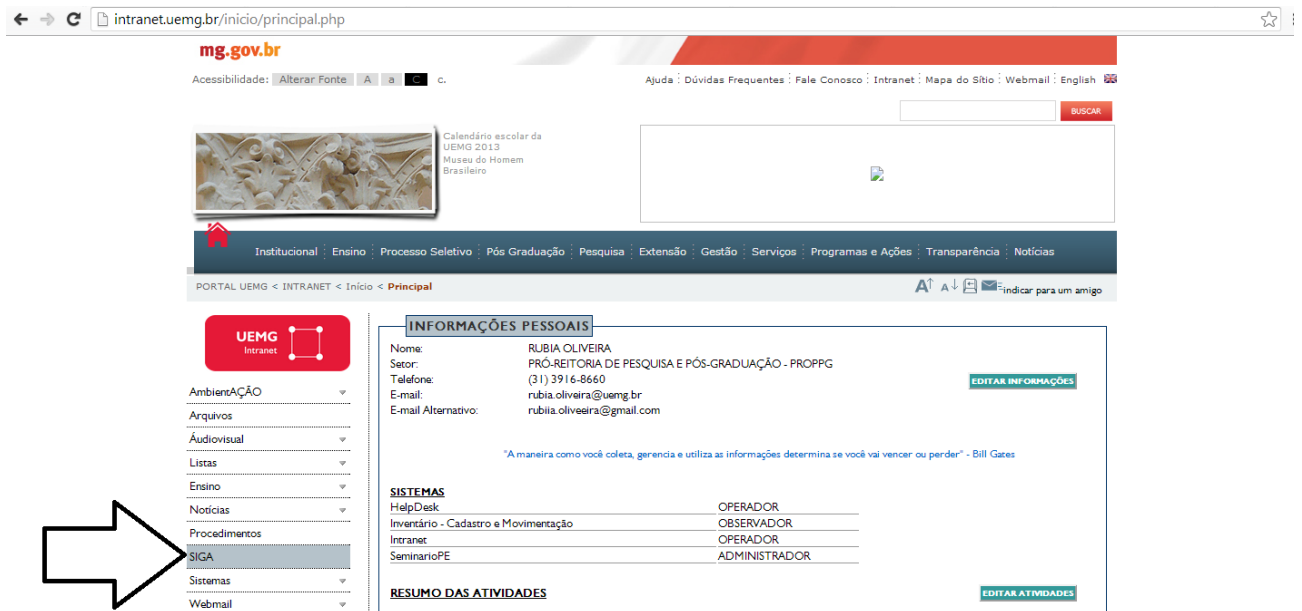 intranet.uemg.br/inicio/principal.php
mg.gov.br
Acessibilidade: Alterar Fonte A a C c.
Ajuda Dúvidas Frequentes Fale Conosco Intranet Mapa do Sítio Webmail English
BUSCAR
Calendário escolar da
UEMG 2013
Museu do Homem
Brasileiro
Institucional Ensino Processo Seletivo Pós Graduação Pesquisa Extensão Gestão Serviços Programas e Ações Transparência Notícias
PORTAL UEMG < INTRANET < Início < Principal
A A indicar para um amigo
UEMG
Intranet
AmbientAÇÃO
Arquivos
Áudiovisual
Listas
Ensino
Notícias
Procedimentos
SIGA
Sistemas
Webmail
INFORMAÇÕES PESSOAIS
Nome: RUBIA OLIVEIRA
Setor: PRÓ-REITORIA DE PESQUISA E PÓS-GRADUAÇÃO - PROPPG
Telefone: (31) 3916-8660
E-mail: rubia.oliveira@uemg.br
E-mail Alternativo: rubiia.oliveeira@gmail.com
EDITAR INFORMAÇÕES
"A maneira como você coleta, gerencia e utiliza as informações determina se você vai vencer ou perder" - Bill Gates
SISTEMAS
HelpDesk OPERADOR
Inventário - Cadastro e Movimentação OBSERVADOR
Intranet OPERADOR
SeminarioPE ADMINISTRADOR
RESUMO DAS ATIVIDADES
EDITAR ATIVIDADES